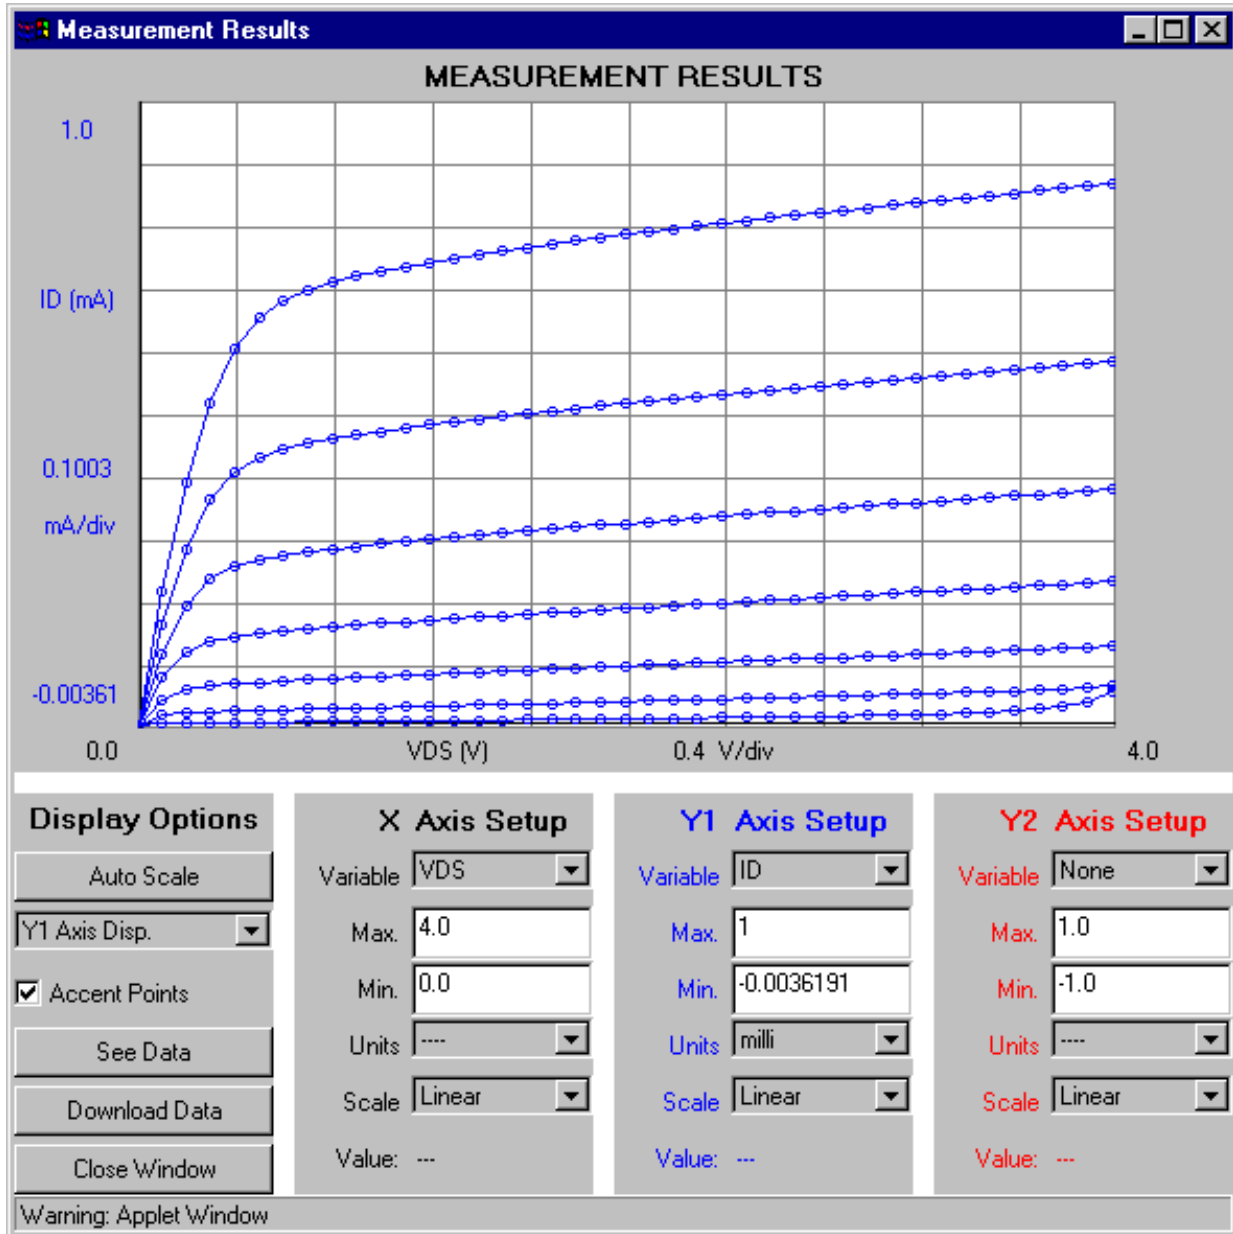 Measurement Results
MEASUREMENT RESULTS
1.0
ID (mA)
0.1003
mA/div
-0.00361
0.0 VDS (V) 0.4 V/div 4.0
Display Options
Auto Scale
Y1 Axis Disp.
Accent Points
See Data
Download Data
Close Window
X Axis Setup
Variable VDS
Max. 4.0
Min. 0.0
Units ----
Scale Linear
Value: ---
Y1 Axis Setup
Variable ID
Max. 1
Min. -0.0036191
Units milli
Scale Linear
Value: ---
Y2 Axis Setup
Variable None
Max. 1.0
Min. -1.0
Units ----
Scale Linear
Value: ---
Warning: Applet Window